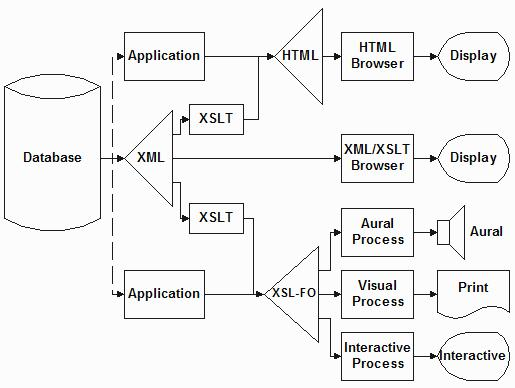 Application
HTML
HTML
Browser
Display
XSLT
Database
XML
XML/XSLT
Browser
Display
XSLT
Aural
Process
Aural
Application
XSL-FO
Visual
Process
Print
Interactive
Process
Interactive